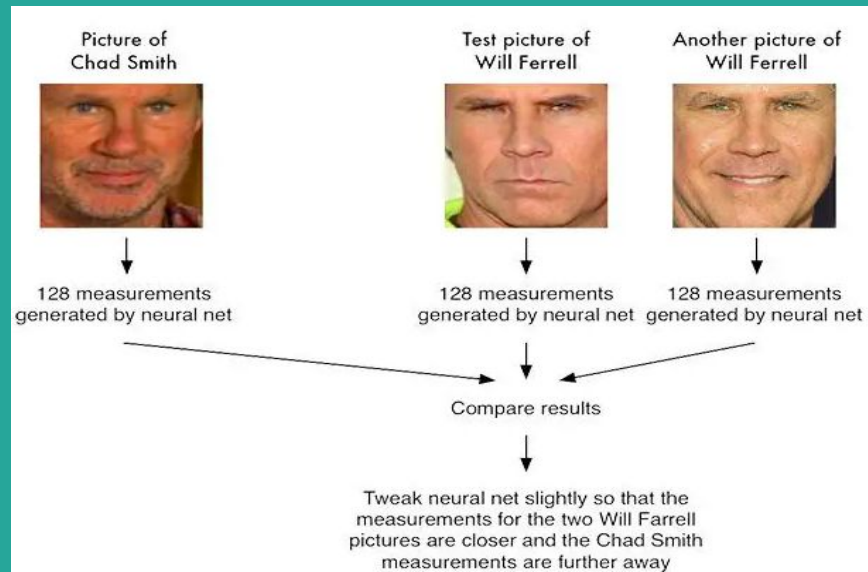 Picture of
Chad Smith
Test picture of
Will Ferrell
Another picture of
Will Ferrell
128 measurements
generated by neural net
128 measurements
generated by neural net
128 measurements
generated by neural net
Compare results
Tweak neural net slightly so that the
measurements for the two Will Farrell
pictures are closer and the Chad Smith
measurements are further away